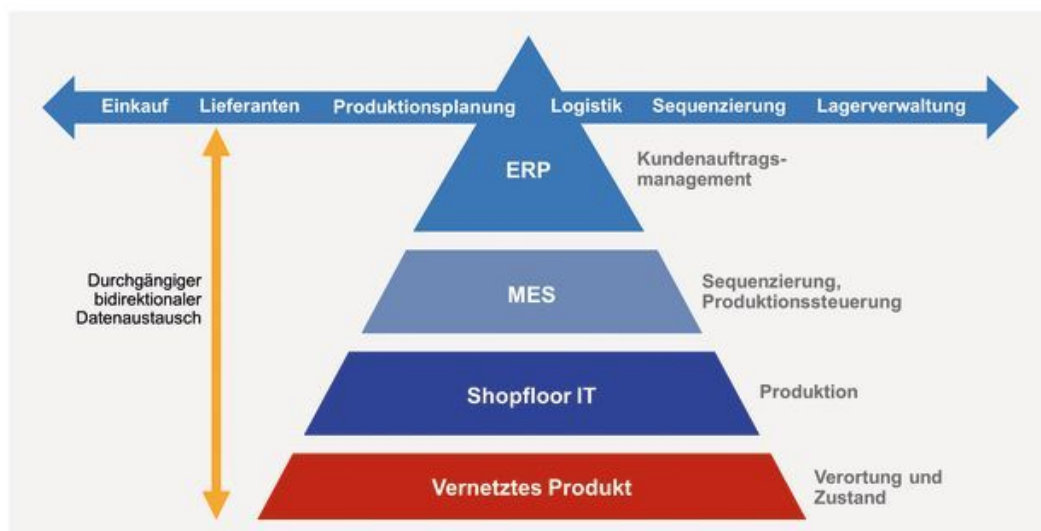 Einkauf Lieferanten Produktionsplanung Logistik Sequenzierung Lagerverwaltung
ERP
Kundenauftrags-
management
Durchgängiger
bidirektionaler
Datenaustausch
MES
Sequenzierung,
Produktionssteuerung
Shopfloor IT
Produktion
Vernetztes Produkt
Verortung und
Zustand